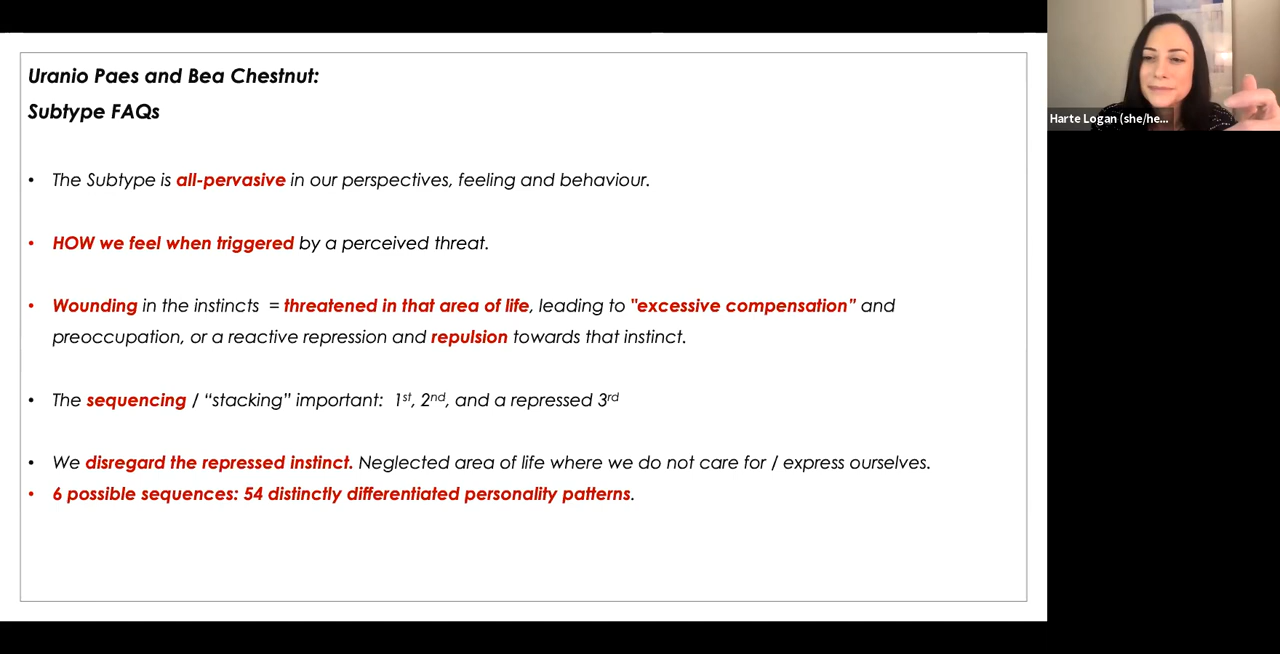 Uranio Paes and Bea Chestnut:
Subtype FAQs
• The Subtype is all-pervasive in our perspectives, feeling and behaviour.
• HOW we feel when triggered by a perceived threat.
• Wounding in the instincts = threatened in that area of life, leading to "excessive compensation” and
preoccupation, or a reactive repression and repulsion towards that instinct.
• The sequencing / “stacking” important: 1st, 2nd, and a repressed 3rd
• We disregard the repressed instinct. Neglected area of life where we do not care for / express ourselves.
• 6 possible sequences: 54 distinctly differentiated personality patterns.
Harte Logan (she/he...